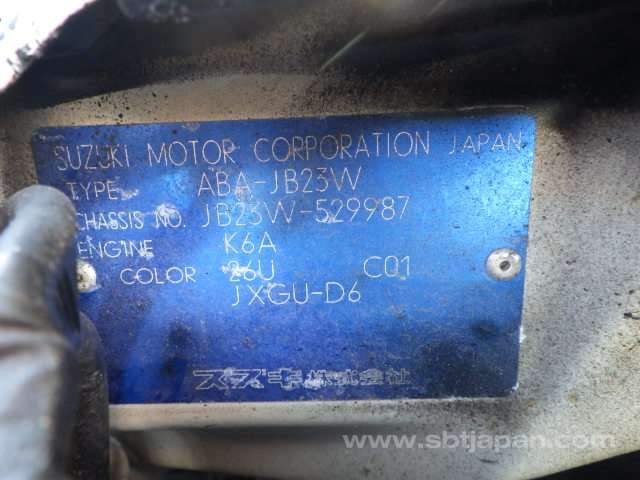 SUZUKI MOTOR CORPORATION JAPAN
TYPE ABA-JB23W
CHASSIS NO. JB23W-529987
ENGINE K6A
COLOR 26U C01
JXGU-D6
スズキ株式会社
www.sbtjapan.com